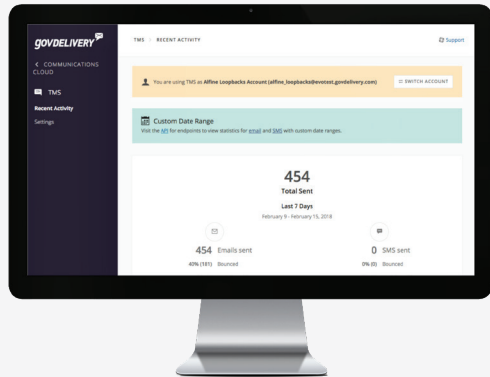 GOVDELIVERY
TMS > RECENT ACTIVITY
Support
< COMMUNICATIONS
CLOUD
TMS
Recent Activity
Settings
You are using TMS as Alfine Loopbacks Account (alfine_loopbacks@evotest.govdelivery.com)
SWITCH ACCOUNT
Custom Date Range
Visit the API for endpoints to view statistics for email and SMS with custom date ranges.
454
Total Sent
Last 7 Days
February 9 - February 15, 2018
454 Emails sent
0 SMS sent
40% (181) Bounced
0% (0) Bounced